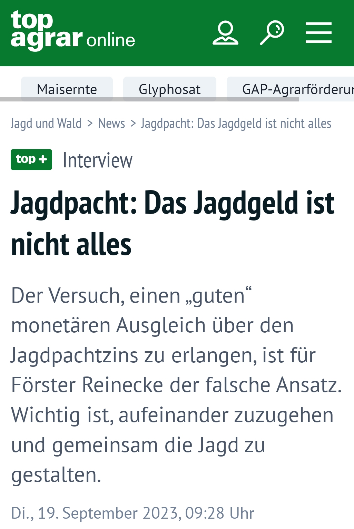 top
agrar online
Maisernte Glyphosat GAP-Agrarförderu
Jagd und Wald > News > Jagdpacht: Das Jagdgeld ist nicht alles
top + Interview
Jagdpacht: Das Jagdgeld ist
nicht alles
Der Versuch, einen „guten“
monetären Ausgleich über den
Jagdpachtzins zu erlangen, ist für
Förster Reinecke der falsche Ansatz.
Wichtig ist, aufeinander zuzugehen
und gemeinsam die Jagd zu
gestalten.
Di., 19. September 2023, 09:28 Uhr